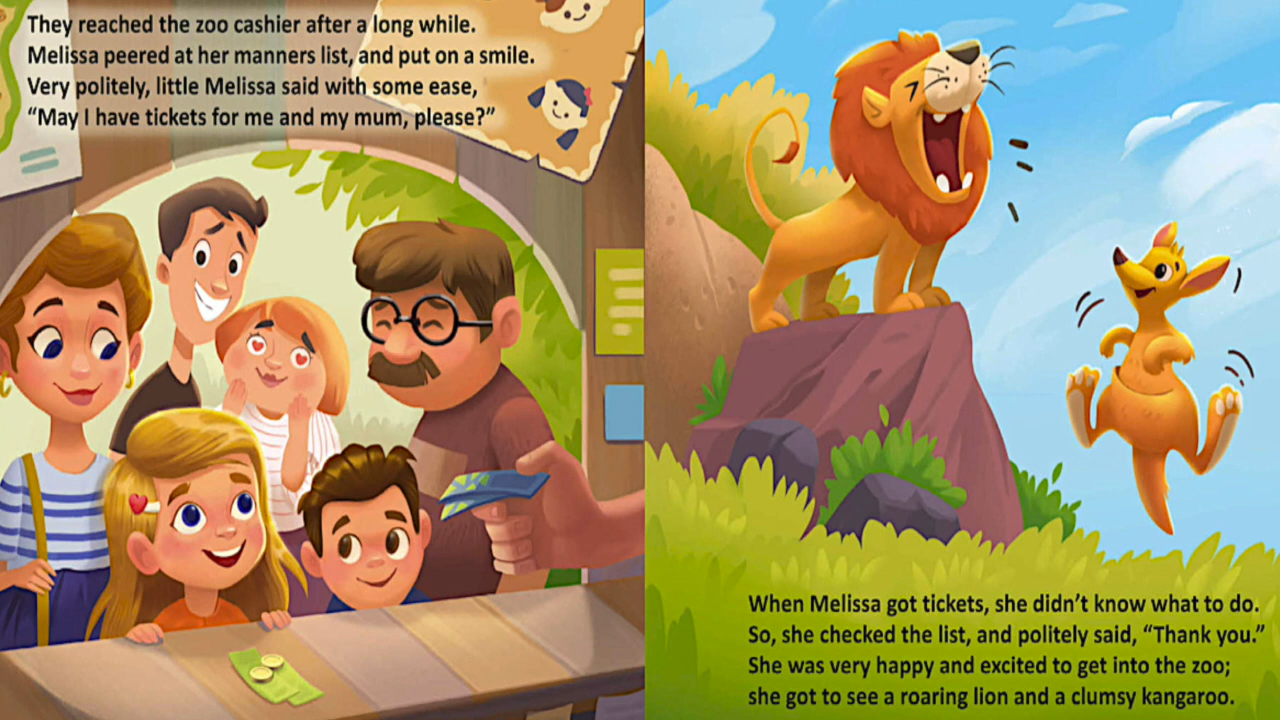 They reached the zoo cashier after a long while.
Melissa peered at her manners list, and put on a smile.
Very politely, little Melissa said with some ease,
“May I have tickets for me and my mum, please?”
When Melissa got tickets, she didn’t know what to do.
So, she checked the list, and politely said, “Thank you.”
She was very happy and excited to get into the zoo;
she got to see a roaring lion and a clumsy kangaroo.